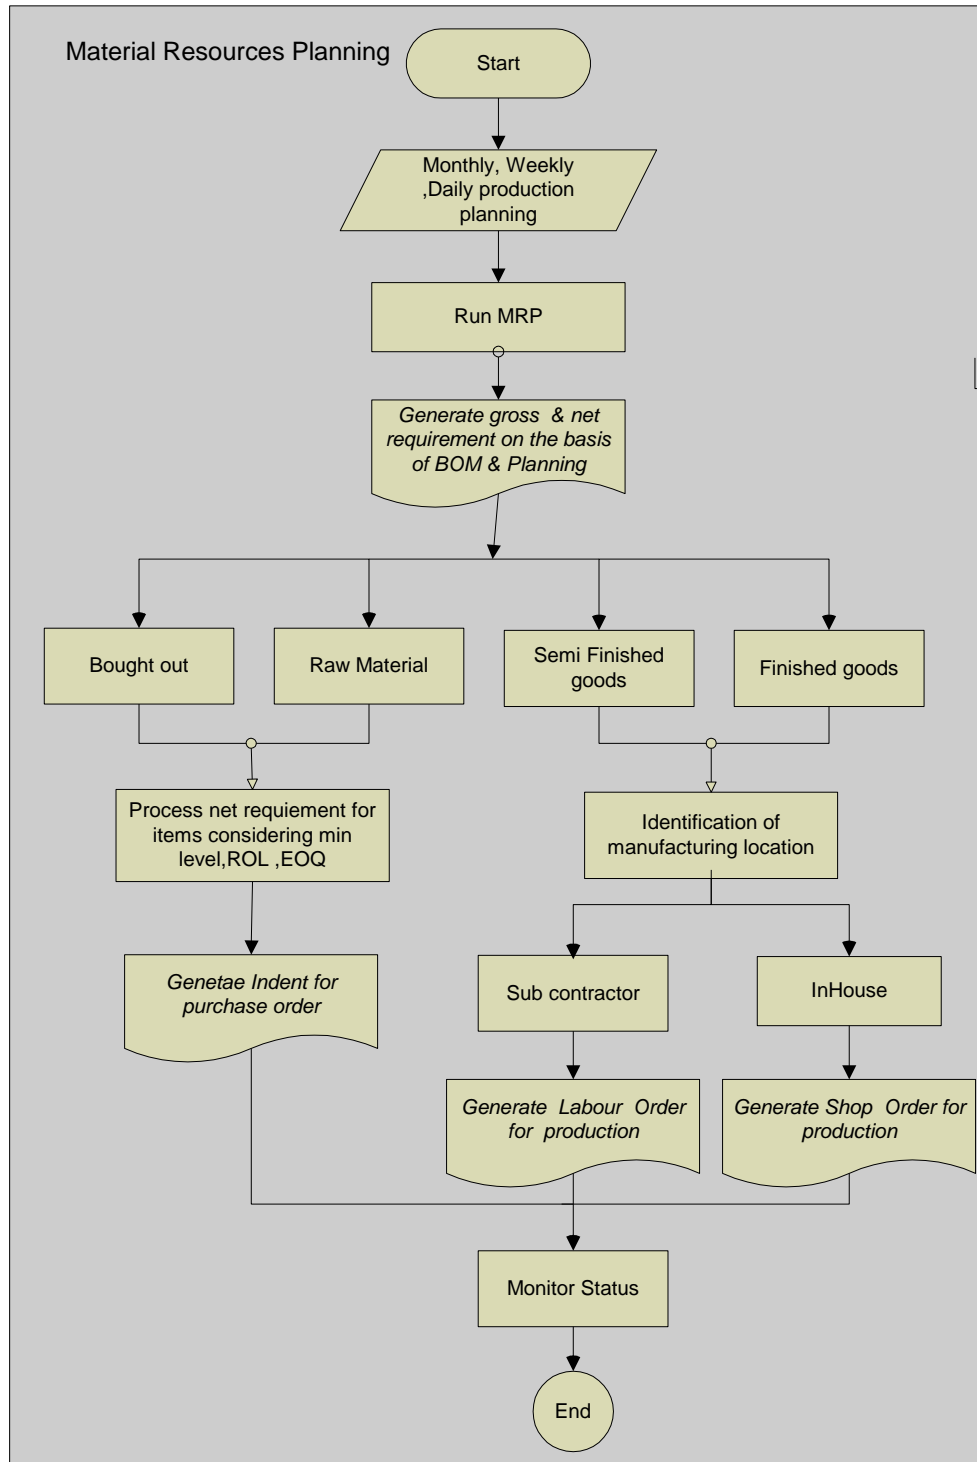 Material Resources Planning
Start
Monthly, Weekly
,Daily production
planning
Run MRP
Generate gross & net
requirement on the basis
of BOM & Planning
Bought out
Raw Material
Semi Finished
goods
Finished goods
Process net requiement for
items considering min
level,ROL ,EOQ
Identification of
manufacturing location
Genetae Indent for
purchase order
Sub contractor
InHouse
Generate Labour Order
for production
Generate Shop Order for
production
Monitor Status
End